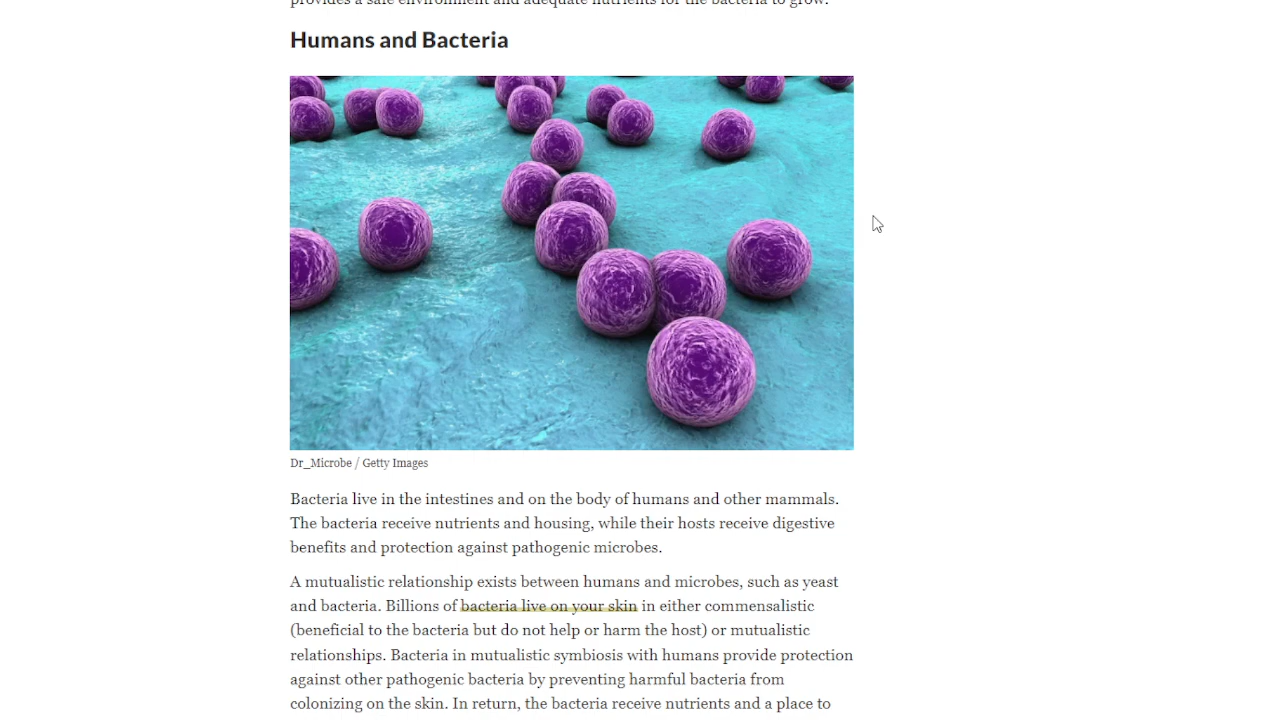 provides a safe environment and adequate nutrients for the bacteria to grow.
Humans and Bacteria
Dr_Microbe / Getty Images
Bacteria live in the intestines and on the body of humans and other mammals.
The bacteria receive nutrients and housing, while their hosts receive digestive
benefits and protection against pathogenic microbes.
A mutualistic relationship exists between humans and microbes, such as yeast
and bacteria. Billions of bacteria live on your skin in either commensalistic
(beneficial to the bacteria but do not help or harm the host) or mutualistic
relationships. Bacteria in mutualistic symbiosis with humans provide protection
against other pathogenic bacteria by preventing harmful bacteria from
colonizing on the skin. In return, the bacteria receive nutrients and a place to